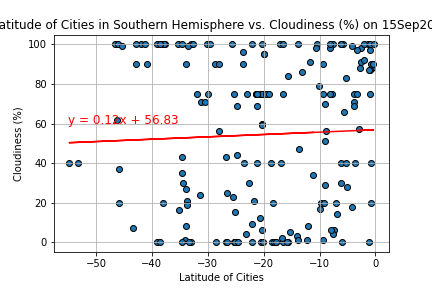 atitude of Cities in Southern Hemisphere vs. Cloudiness (%) on 15Sep20
100
80
60
40
20
0
Cloudiness (%)
y = 0.12x + 56.83
−50 −40 −30 −20 −10 0
Latitude of Cities